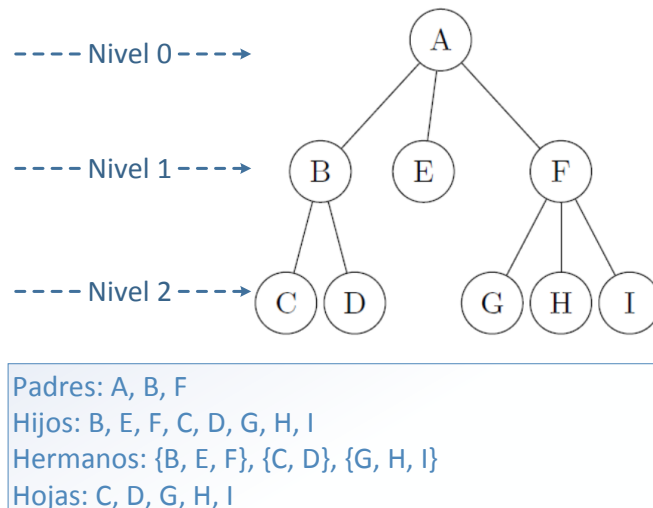 A
---- Nivel 0 ---->
---- Nivel 1 ---->
B E F
---- Nivel 2 ---->
C D G H I
Padres: A, B, F
Hijos: B, E, F, C, D, G, H, I
Hermanos: {B, E, F}, {C, D}, {G, H, I}
Hojas: C, D, G, H, I